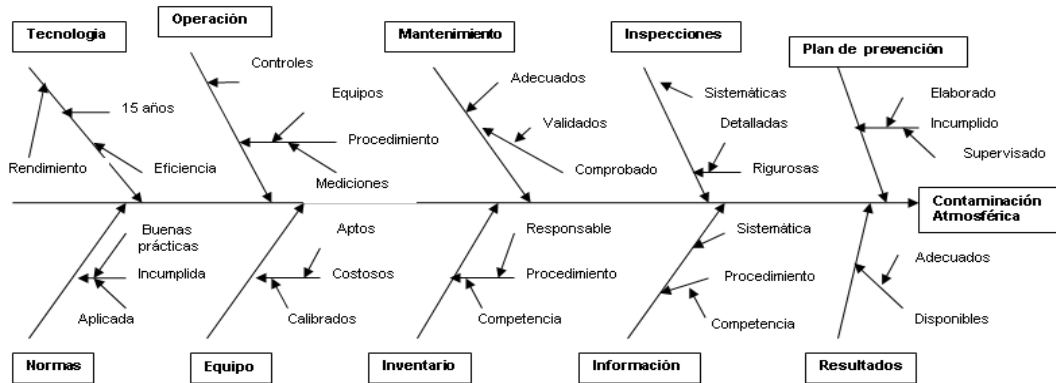 Tecnologia
Operación
Mantenimiento
Inspecciones
Plan de prevención
Controles
Equipos
Procedimiento
Mediciones
15 años
Rendimiento
Eficiencia
Adecuados
Validados
Comprobado
Sistemáticas
Detalladas
Rigurosas
Elaborado
Incumplido
Supervisado
Contaminación
Atmosférica
Buenas
prácticas
Incumplida
Aplicada
Aptos
Costosos
Calibrados
Responsable
Procedimiento
Competencia
Sistemática
Procedimiento
Competencia
Adecuados
Disponibles
Normas
Equipo
Inventario
Información
Resultados